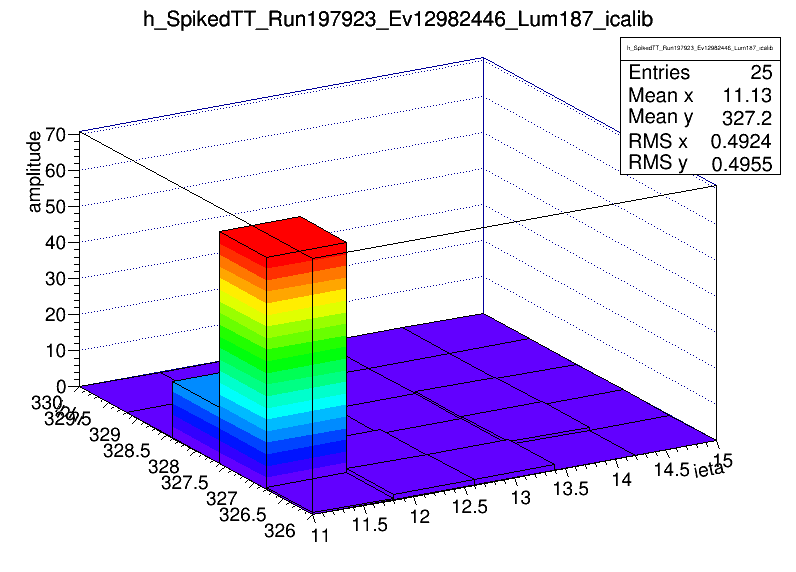 h_SpikedTT_Run197923_Ev12982446_Lum187_icalib
h_SpikedTT_Run197923_Ev12982446_Lum187_icalib
Entries 25
Mean x 11.13
Mean y 327.2
RMS x 0.4924
RMS y 0.4955
amplitude
70
60
50
40
30
20
10
0
330
329.5
329
328.5
328
327.5
327
326.5
326
11
11.5
12
12.5
13
13.5
14
14.5
15
ieta